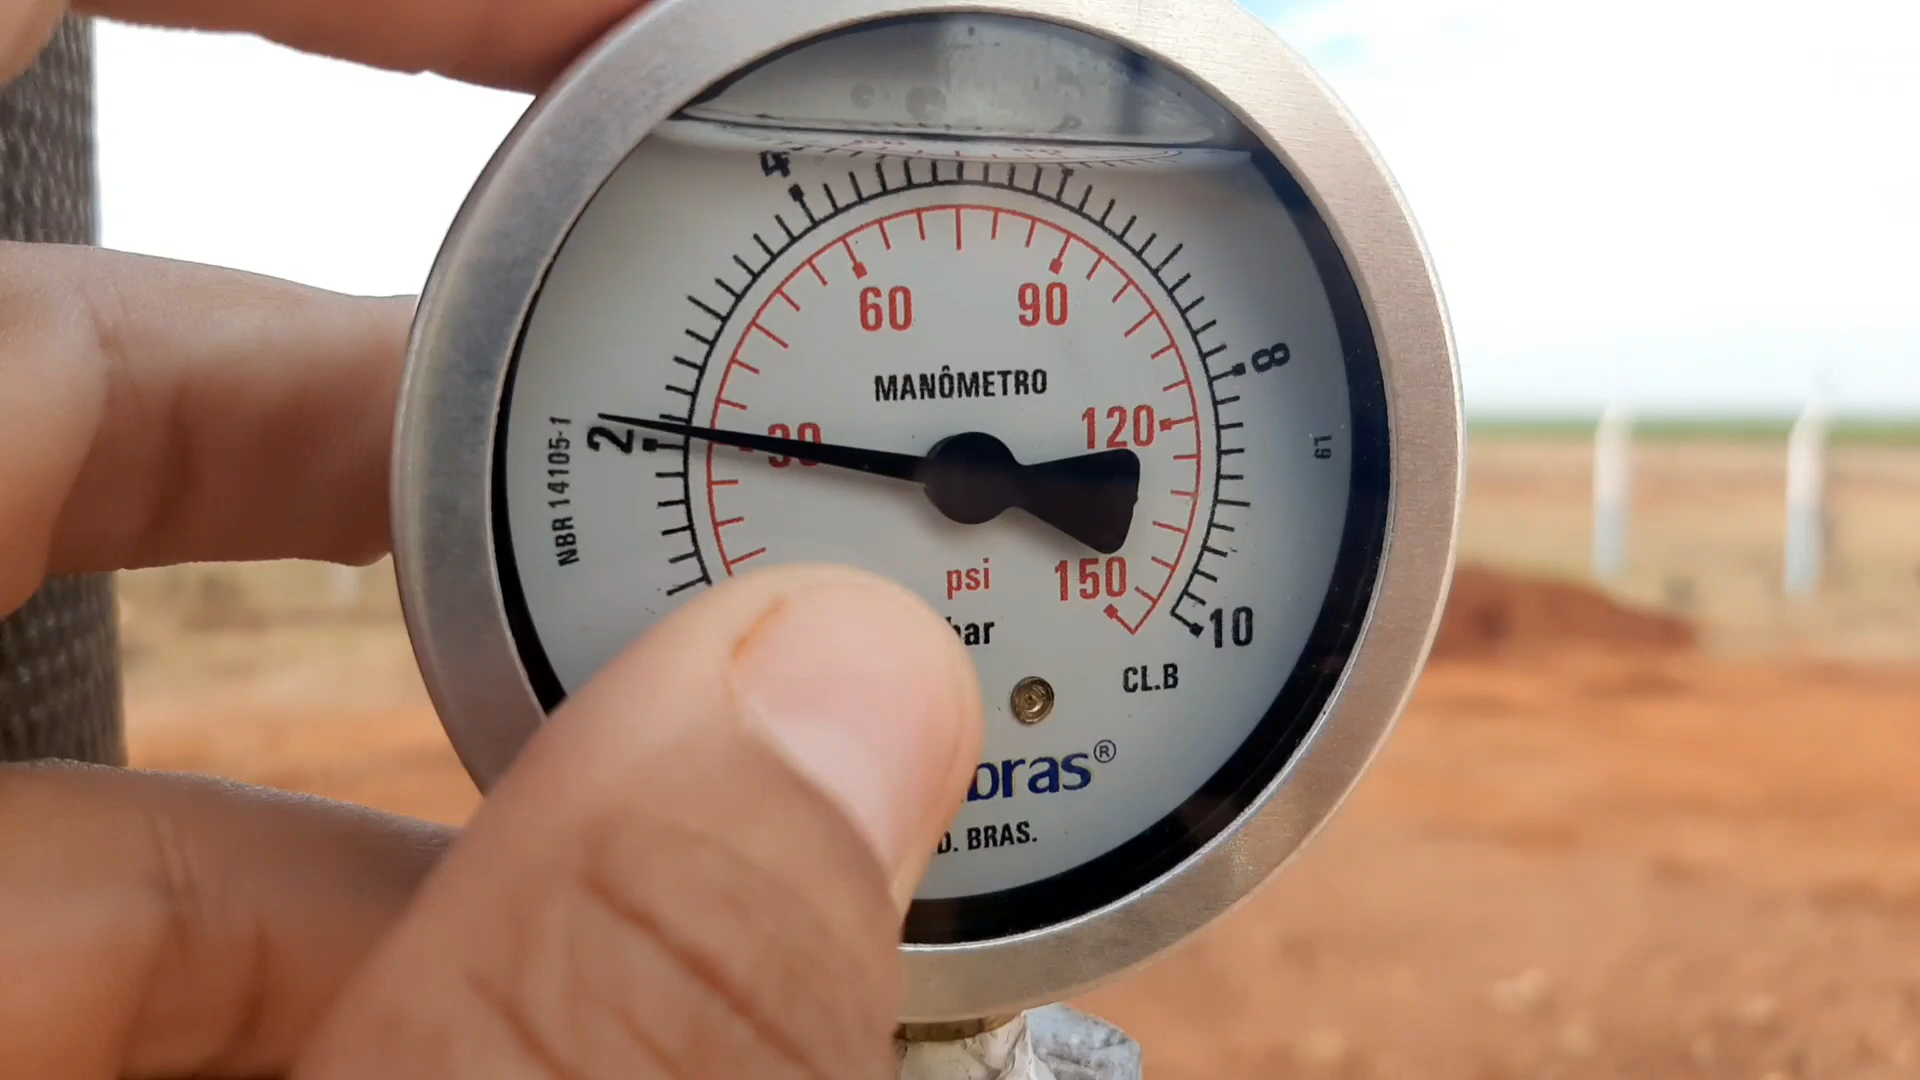 4
60 90
MANÔMETRO
8
2
30
120
NBR 14105-1
psi
150
bar
10
CL.B
bras®
D. BRAS.